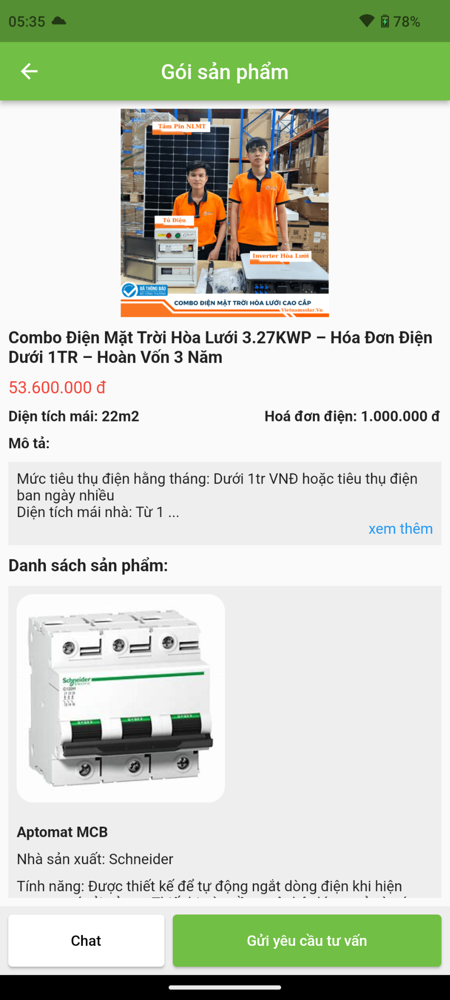 05:35
78%
Gói sản phẩm
Tấm Pin NLMT
Tủ Điện
Inverter Hòa Lưới
ĐÃ THÔNG BÁO
BỘ CÔNG THƯƠNG
COMBO ĐIỆN MẶT TRỜI HÒA LƯỚI CAO CẤP
Vietnamsolar.Vn
Combo Điện Mặt Trời Hòa Lưới 3.27KWP – Hóa Đơn Điện
Dưới 1TR – Hoàn Vốn 3 Năm
53.600.000 đ
Diện tích mái: 22m2
Hoá đơn điện: 1.000.000 đ
Mô tả:
Mức tiêu thụ điện hằng tháng: Dưới 1tr VNĐ hoặc tiêu thụ điện
ban ngày nhiều
Diện tích mái nhà: Từ 1 ...
xem thêm
Danh sách sản phẩm:
Schneider
Electric
C120H
Aptomat MCB
Nhà sản xuất: Schneider
Tính năng: Được thiết kế để tự động ngắt dòng điện khi hiện
Chat
Gửi yêu cầu tư vấn